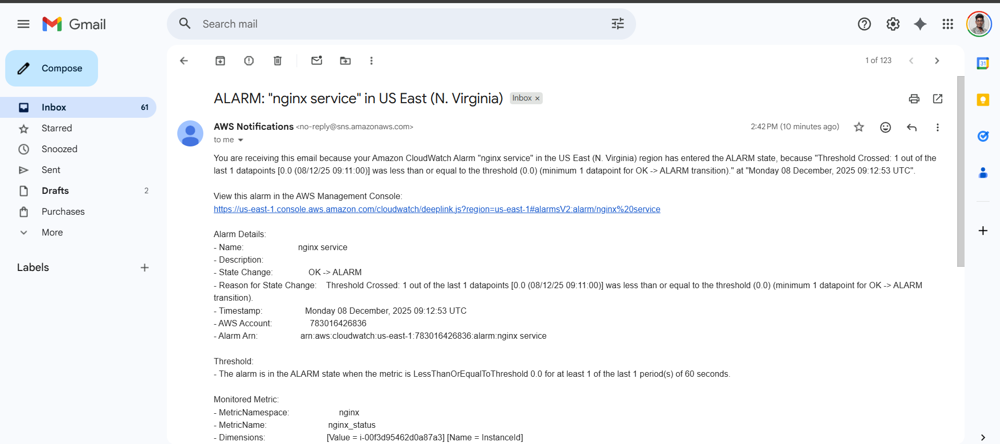 Gmail
Search mail
Compose
Inbox 61
Starred
Snoozed
Sent
Drafts 2
Purchases
More
Labels
1 of 123
ALARM: "nginx service" in US East (N. Virginia) Inbox ×
AWS Notifications <no-reply@sns.amazonaws.com> 2:42 PM (10 minutes ago)
to me
You are receiving this email because your Amazon CloudWatch Alarm "nginx service" in the US East (N. Virginia) region has entered the ALARM state, because "Threshold Crossed: 1 out of the
last 1 datapoints [0.0 (08/12/25 09:11:00)] was less than or equal to the threshold (0.0) (minimum 1 datapoint for OK -> ALARM transition)." at "Monday 08 December, 2025 09:12:53 UTC".
View this alarm in the AWS Management Console:
https://us-east-1.console.aws.amazon.com/cloudwatch/deeplink.js?region=us-east-1#alarmsV2:alarm/nginx%20service
Alarm Details:
- Name: nginx service
- Description:
- State Change: OK -> ALARM
- Reason for State Change: Threshold Crossed: 1 out of the last 1 datapoints [0.0 (08/12/25 09:11:00)] was less than or equal to the threshold (0.0) (minimum 1 datapoint for OK -> ALARM
transition).
- Timestamp: Monday 08 December, 2025 09:12:53 UTC
- AWS Account: 783016426836
- Alarm Arn: arn:aws:cloudwatch:us-east-1:783016426836:alarm:nginx service
Threshold:
- The alarm is in the ALARM state when the metric is LessThanOrEqualToThreshold 0.0 for at least 1 of the last 1 period(s) of 60 seconds.
Monitored Metric:
- MetricNamespace: nginx
- MetricName: nginx_status
- Dimensions: [Value = i-00f3d95462d0a87a3] [Name = InstanceId]
31